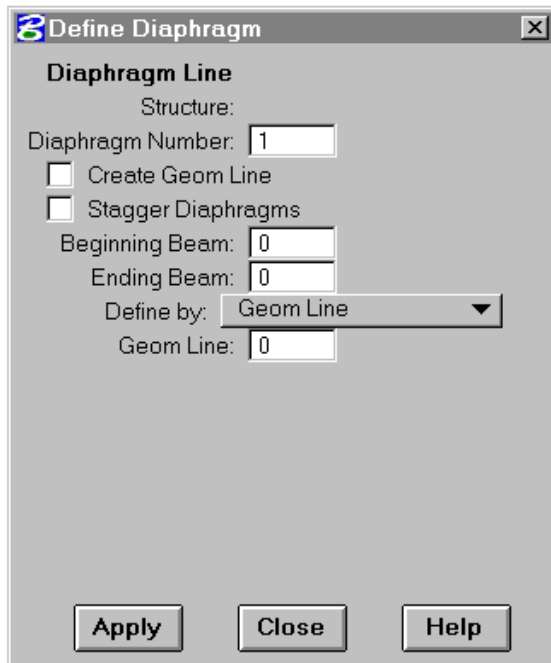 Define Diaphragm
Diaphragm Line
Structure:
Diaphragm Number: 1
Create Geom Line
Stagger Diaphragms
Beginning Beam: 0
Ending Beam: 0
Define by: Geom Line
Geom Line: 0
Apply Close Help